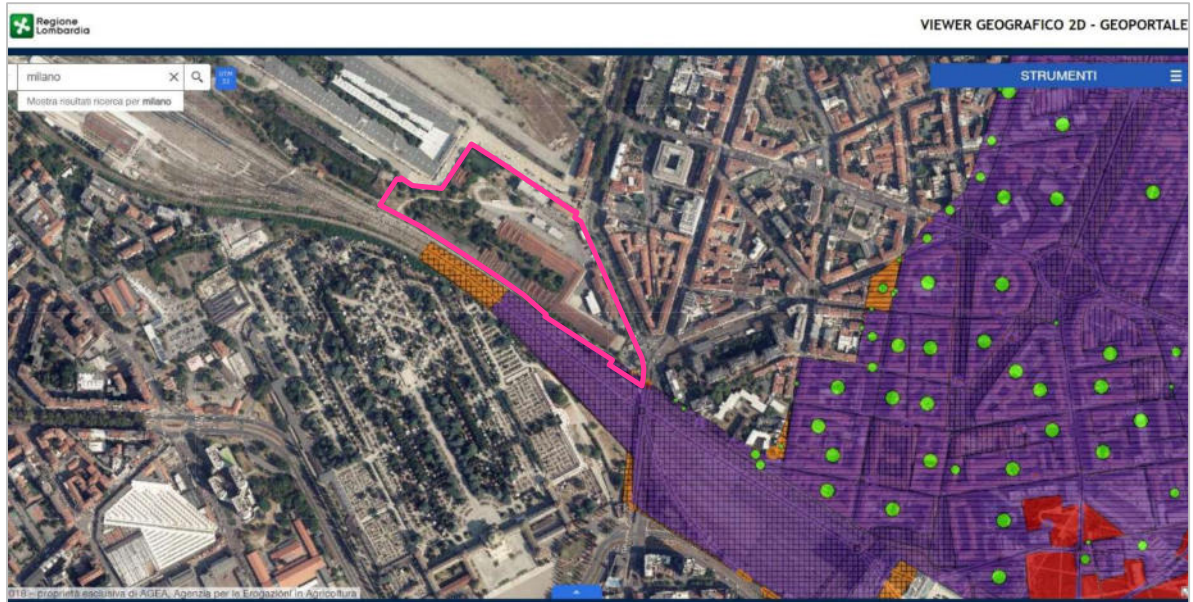 Regione
Lombardia
VIEWER GEOGRAFICO 2D - GEOPORTALE
milano
Mostra risultati ricerca per milano
STRUMENTI
018 – proprietà esclusiva di AGEA, Agenzia per le Erogazioni in Agricoltura